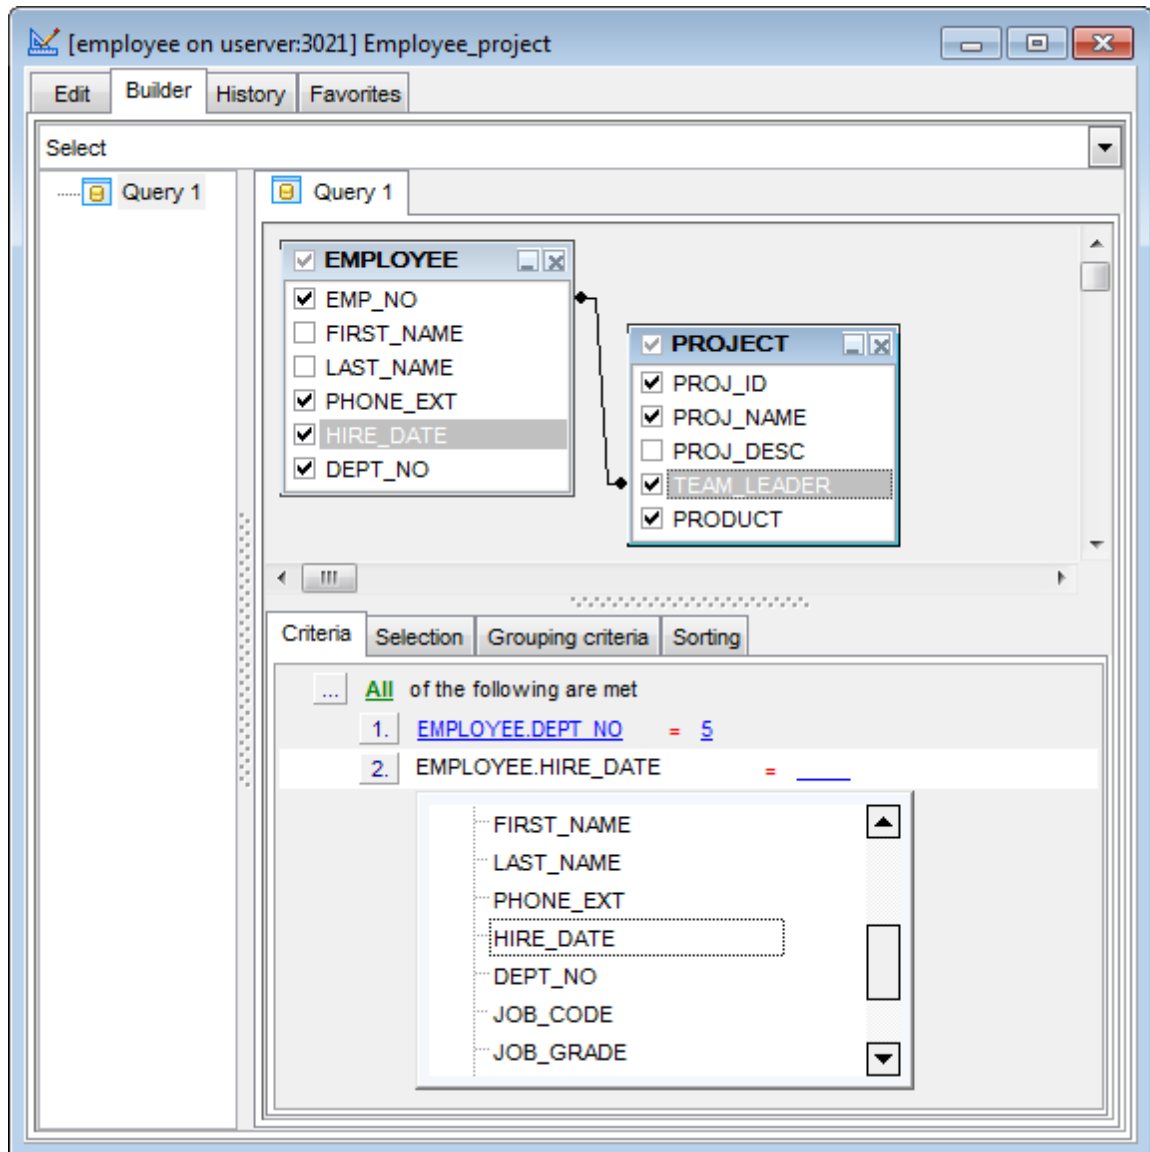 [employee on userver:3021] Employee_project
Edit Builder History Favorites
Select
Query 1
Query 1
EMPLOYEE
EMP_NO
FIRST_NAME
LAST_NAME
PHONE_EXT
HIRE_DATE
DEPT_NO
PROJECT
PROJ_ID
PROJ_NAME
PROJ_DESC
TEAM_LEADER
PRODUCT
Criteria Selection Grouping criteria Sorting
... All of the following are met
1. EMPLOYEE.DEPT_NO = 5
2. EMPLOYEE.HIRE_DATE =
FIRST_NAME
LAST_NAME
PHONE_EXT
HIRE_DATE
DEPT_NO
JOB_CODE
JOB_GRADE